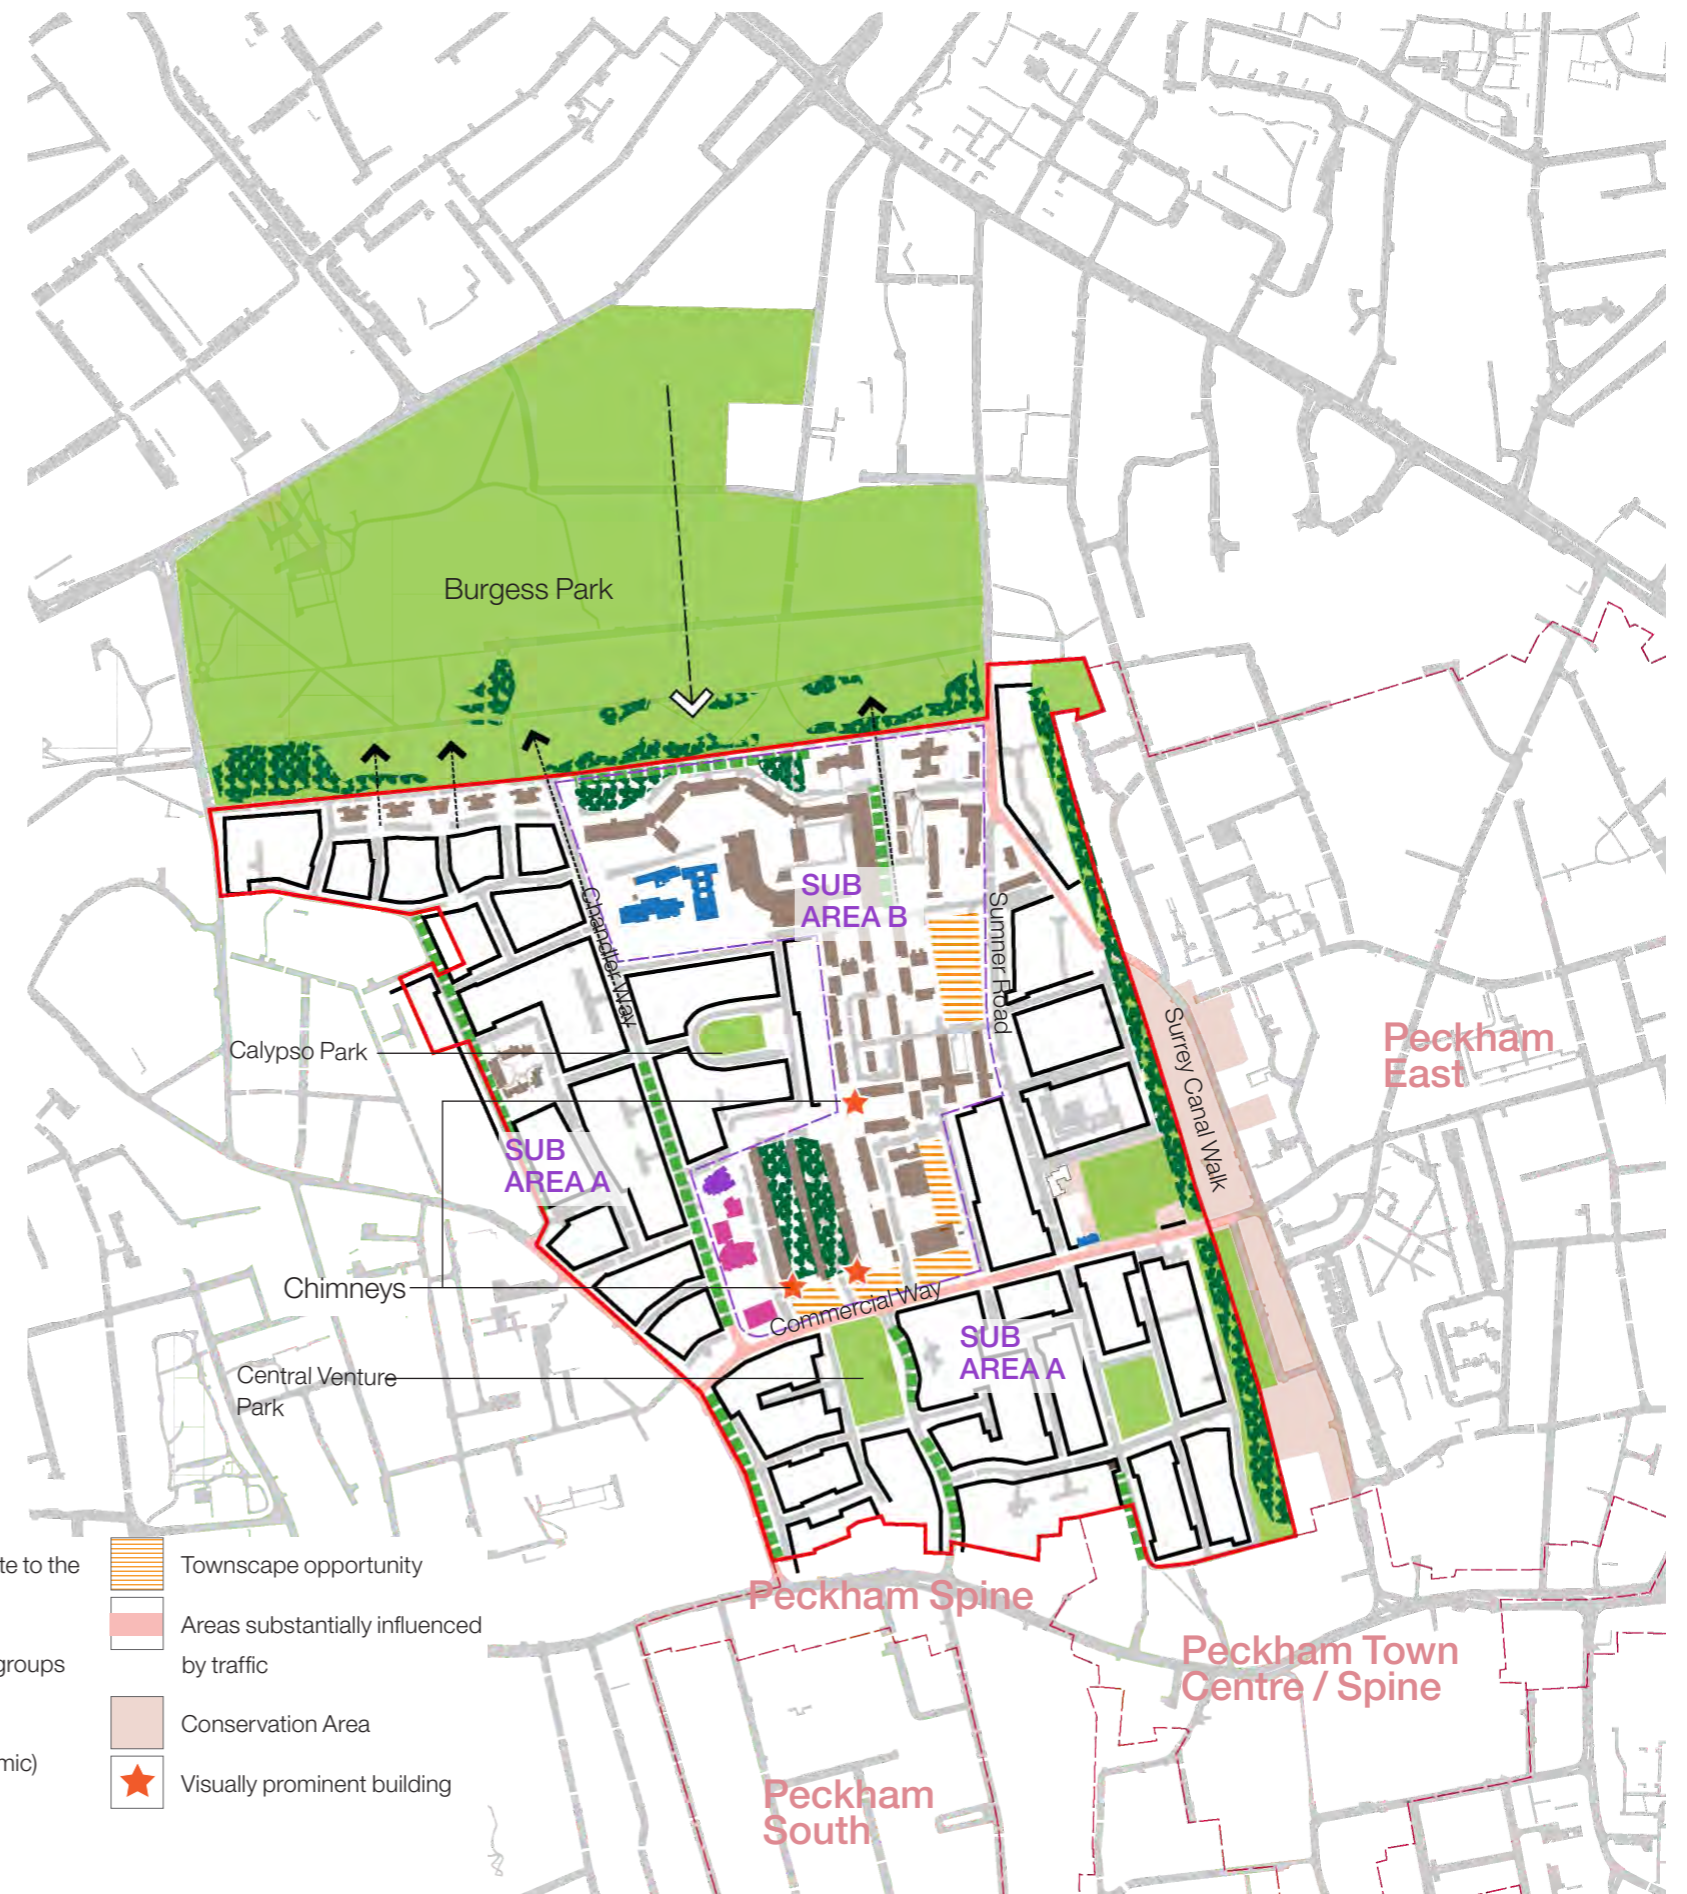 Burgess Park
SUB
AREA B
Chandler Way
Sumner Road
Calypso Park
Surrey Canal Walk
Peckham
East
SUB
AREA A
Chimneys
Commercial Way
SUB
AREA A
Central Venture
Park
te to the
Townscape opportunity
Peckham Spine
Areas substantially influenced
by traffic
groups
Peckham Town
Centre / Spine
Conservation Area
mic)
Visually prominent building
Peckham
South